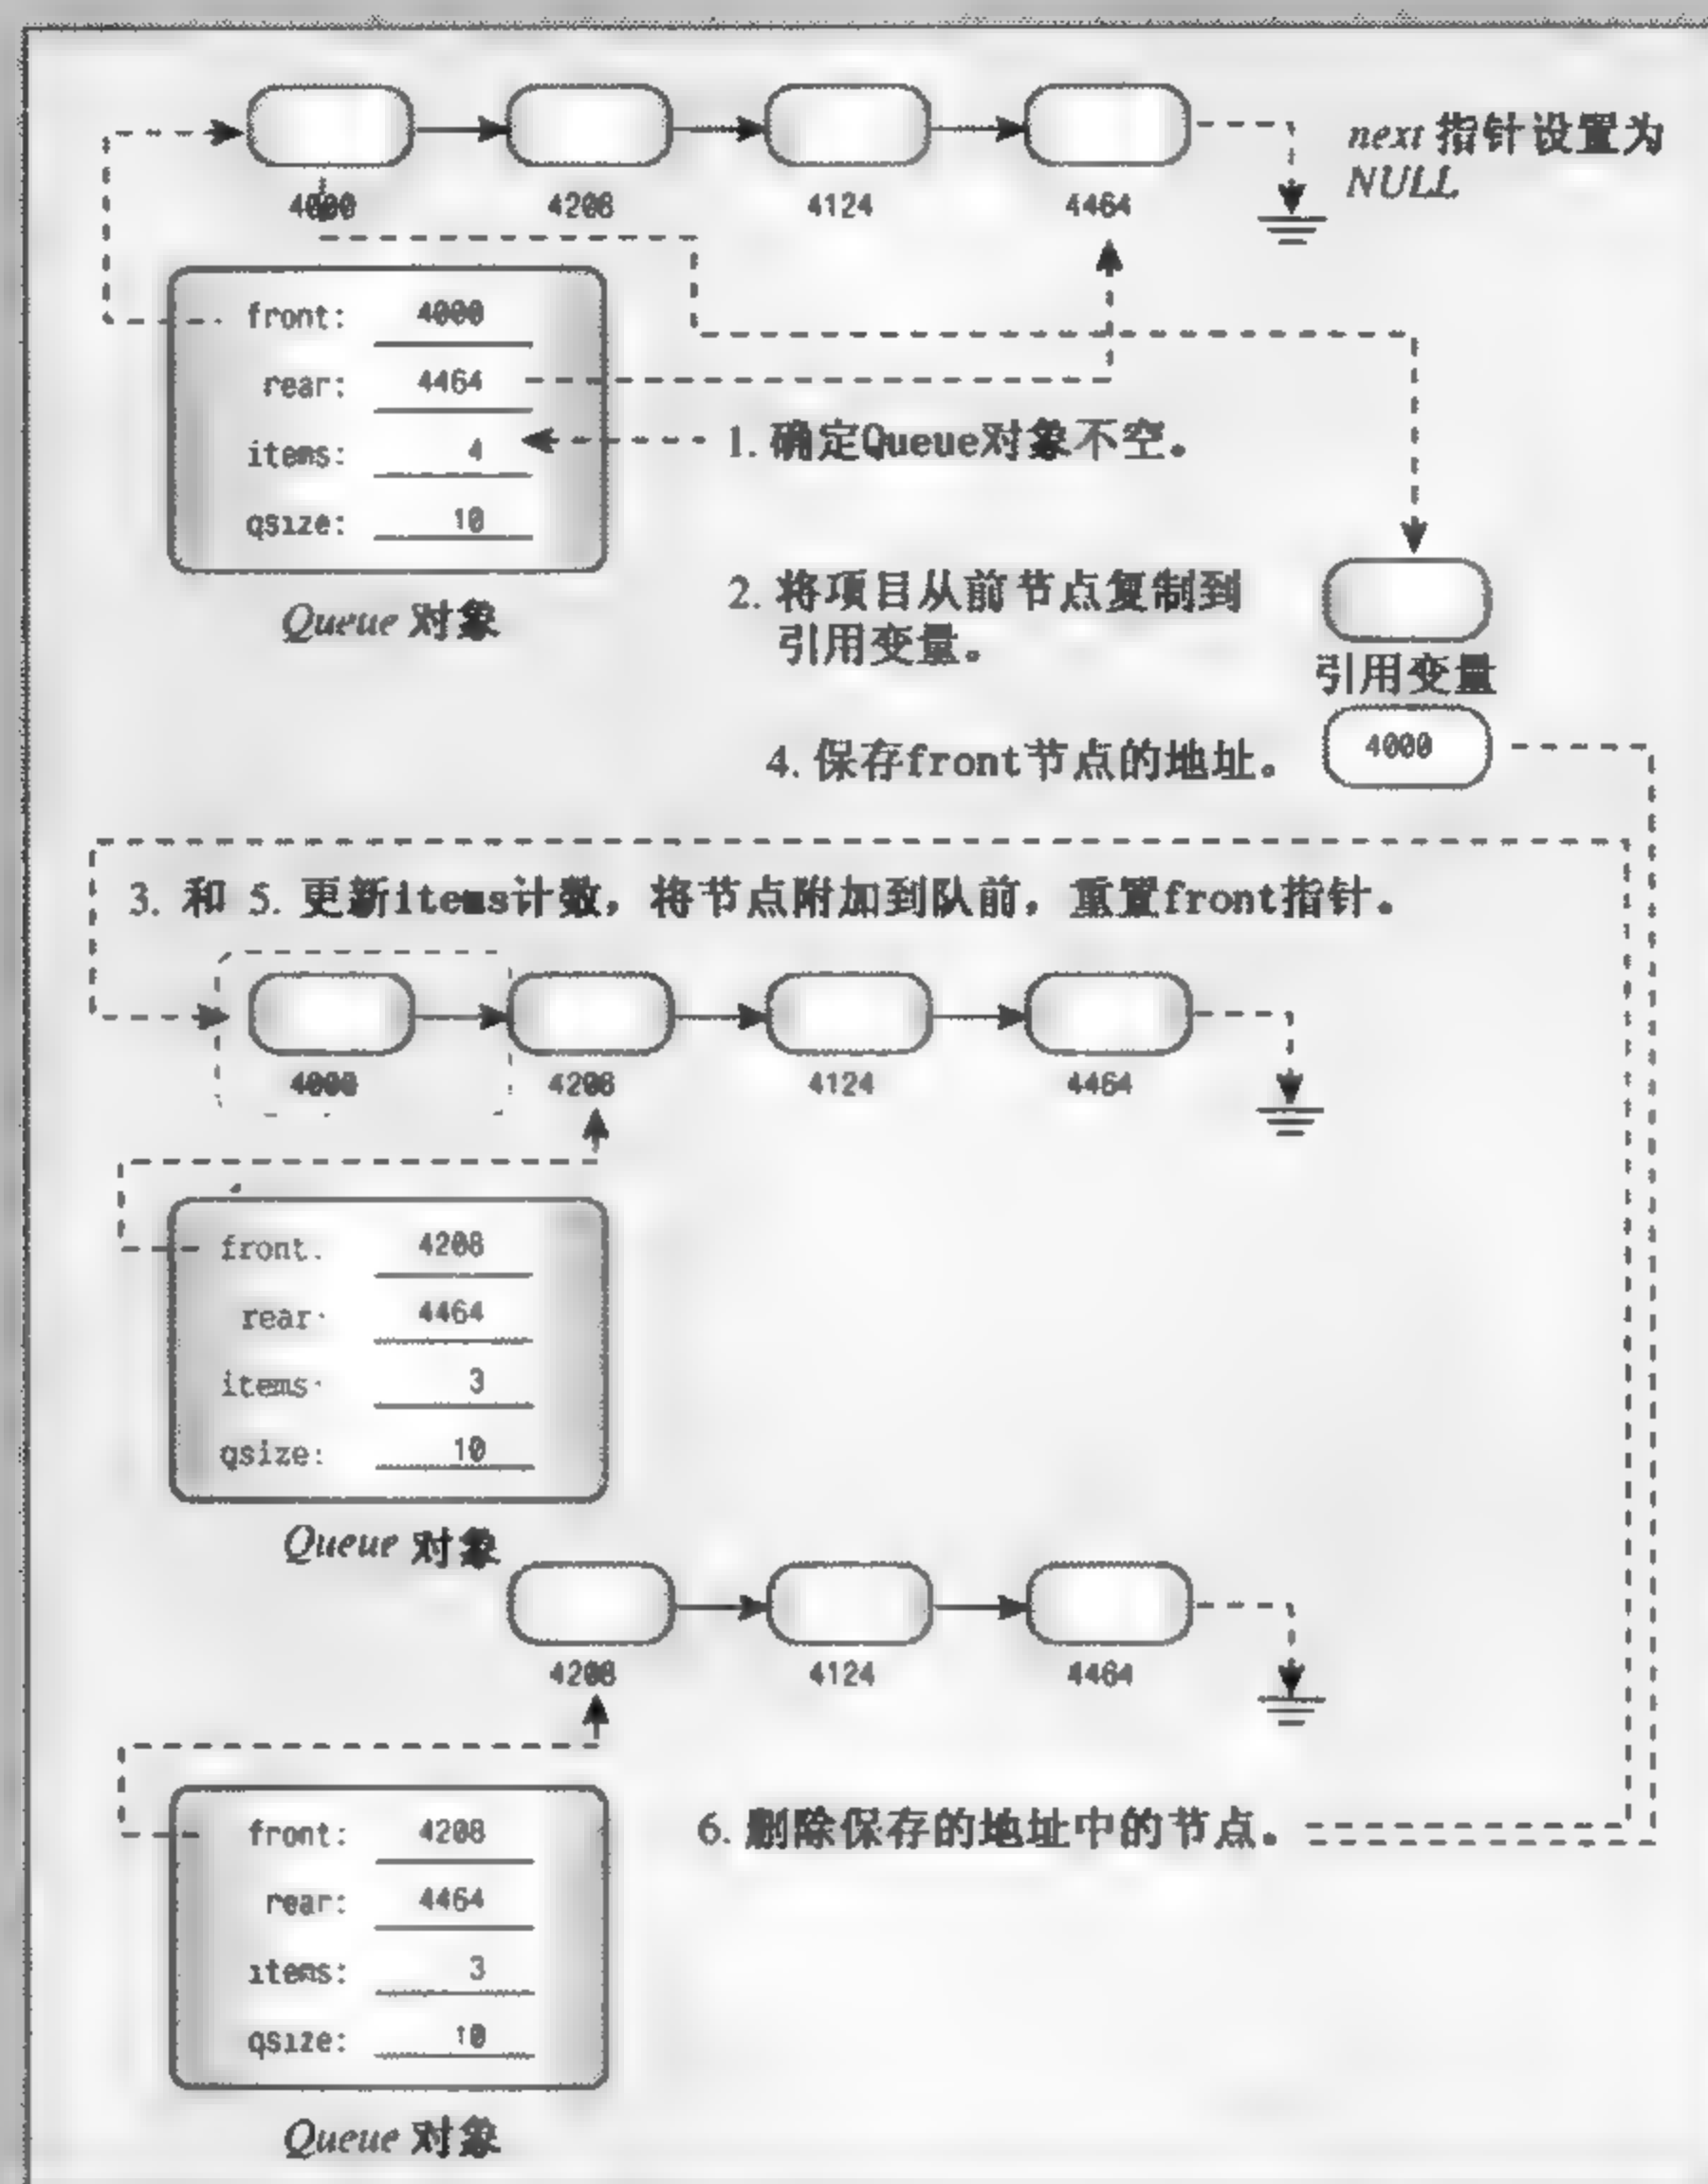 next 指针设置为
NULL
4000 4208 4124 4464
front: 4000
rear: 4464
items: 4
qsize: 10
Queue 对象
1. 确定Queue对象不空。
2. 将项目从前节点复制到
引用变量。
引用变量
4. 保存front节点的地址。
4000
3. 和 5. 更新items计数，将节点附加到队前，重置front指针。
4000 4208 4124 4464
front: 4208
rear: 4464
items: 3
qsize: 10
Queue 对象
4208 4124 4464
6. 删除保存的地址中的节点。
front: 4208
rear: 4464
items: 3
qsize: 10
Queue 对象